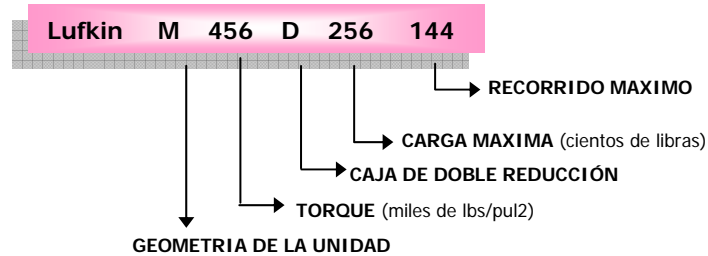 Lufkin M 456 D 256 144
RECORRIDO MAXIMO
CARGA MAXIMA (cientos de libras)
CAJA DE DOBLE REDUCCIÓN
TORQUE (miles de lbs/pul2)
GEOMETRIA DE LA UNIDAD